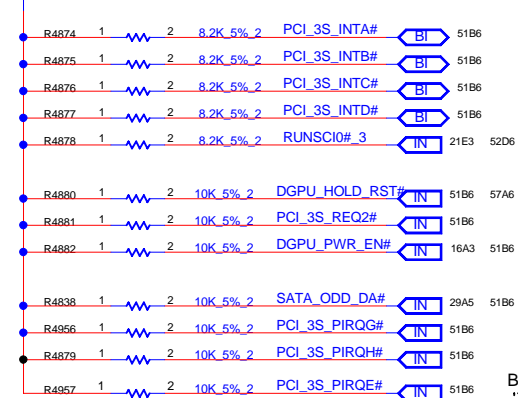 R4874 1 2 8.2K_5%_2 PCI_3S_INTA# BI 51B6
R4875 1 2 8.2K_5%_2 PCI_3S_INTB# BI 51B6
R4876 1 2 8.2K_5%_2 PCI_3S_INTC# BI 51B6
R4877 1 2 8.2K_5%_2 PCI_3S_INTD# BI 51B6
R4878 1 2 8.2K_5%_2 RUNSCI0#_3 IN 21E3 52D6
R4880 1 2 10K_5%_2 DGPU_HOLD_RST# IN 51B6 57A6
R4881 1 2 10K_5%_2 PCI_3S_REQ2# IN 51B6
R4882 1 2 10K_5%_2 DGPU_PWR_EN# IN 16A3 51B6
R4838 1 2 10K_5%_2 SATA_ODD_DA# IN 29A5 51B6
R4956 1 2 10K_5%_2 PCI_3S_PIRQG# IN 51B6
R4879 1 2 10K_5%_2 PCI_3S_PIRQH# IN 51B6
R4957 1 2 10K_5%_2 PCI_3S_PIRQE# IN 51B6
B